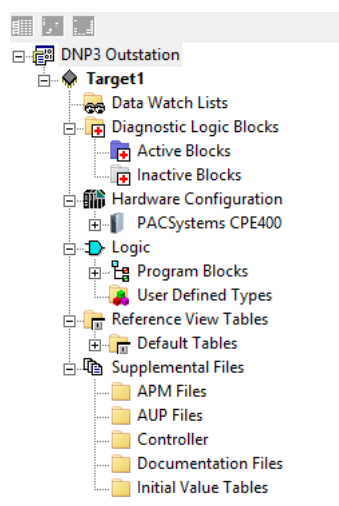 DNP3 Outstation
Target1
Data Watch Lists
Diagnostic Logic Blocks
Active Blocks
Inactive Blocks
Hardware Configuration
PACSystems CPE400
Logic
Program Blocks
User Defined Types
Reference View Tables
Default Tables
Supplemental Files
APM Files
AUP Files
Controller
Documentation Files
Initial Value Tables